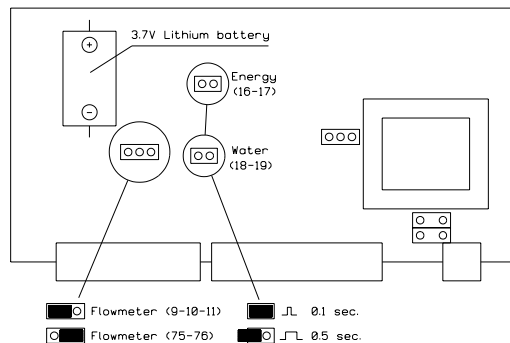 3.7V Lithium battery
+
Energy
(16-17)
−
Water
(18-19)
Flowmeter (9-10-11)
0.1 sec.
Flowmeter (75-76)
0.5 sec.